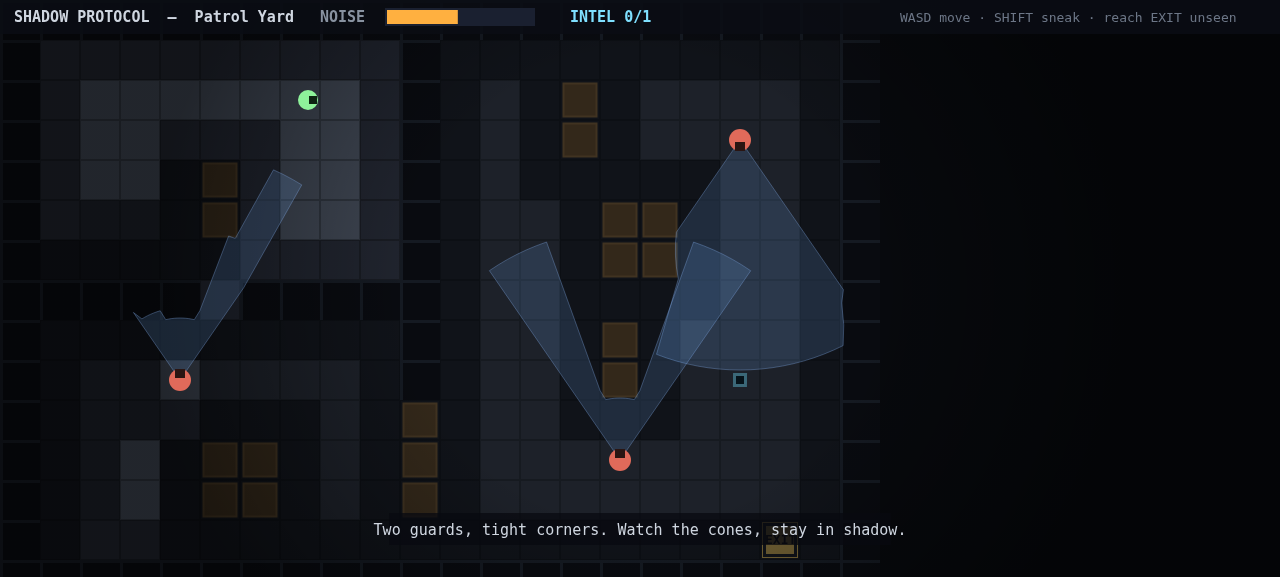 SHADOW PROTOCOL — Patrol Yard NOISE INTEL 0/1 WASD move · SHIFT sneak · reach EXIT unseen
Two guards, tight corners. Watch the cones, stay in shadow.